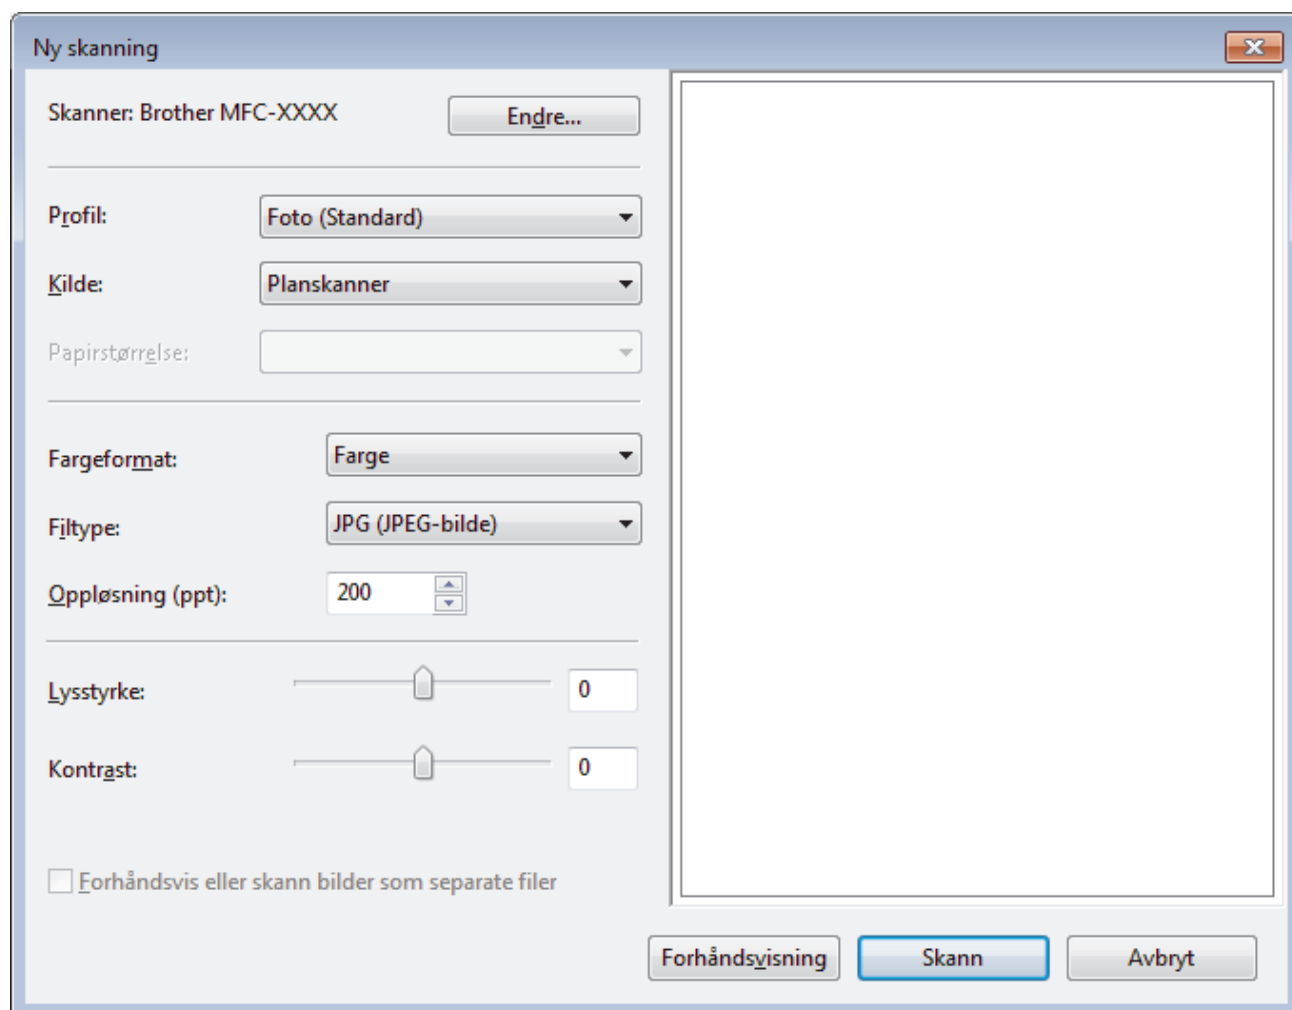 Ny skanning
Skanner: Brother MFC-XXXX
Endre...
Profil:
Foto (Standard)
Kilde:
Planskanner
Papirstørrelse:
Fargeformat:
Farge
Filtype:
JPG (JPEG-bilde)
Oppløsning (ppt):
200
Lysstyrke:
0
Kontrast:
0
Forhåndsvis eller skann bilder som separate filer
Forhåndsvisning
Skann
Avbryt